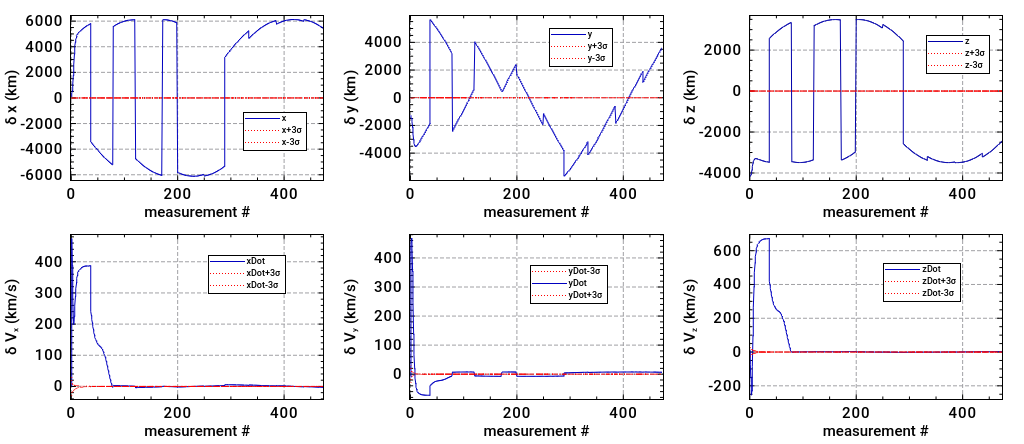 6000
4000
2000
0
-2000
-4000
-6000
δ x (km)
x
x+3σ
x-3σ
0
200
400
measurement #
4000
2000
0
-2000
-4000
δ y (km)
y
y+3σ
y-3σ
0
200
400
measurement #
2000
0
-2000
-4000
δ z (km)
z
z+3σ
z-3σ
0
200
400
measurement #
400
300
200
100
0
δ Vx (km/s)
xDot
xDot+3σ
xDot-3σ
0
200
400
measurement #
400
300
200
100
0
δ Vy (km/s)
yDot-3σ
yDot
yDot+3σ
0
200
400
measurement #
600
400
200
0
-200
δ Vz (km/s)
zDot
zDot+3σ
zDot-3σ
0
200
400
measurement #